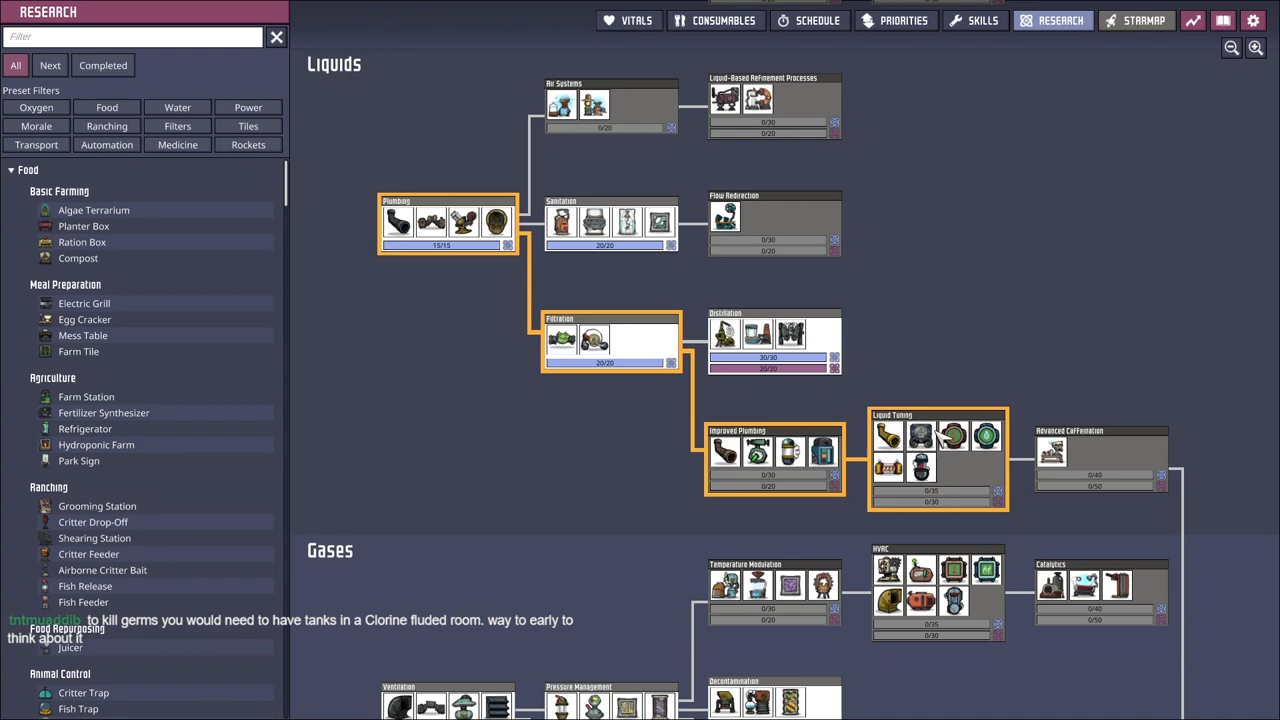 RESEARCH
VITALS
CONSUMABLES
SCHEDULE
PRIORITIES
SKILLS
RESEARCH
STARMAP
Filter
All
Next
Completed
Preset Filters
Oxygen
Food
Water
Power
Morale
Ranching
Filters
Tiles
Transport
Automation
Medicine
Rockets
Food
Basic Farming
Algae Terrarium
Planter Box
Ration Box
Compost
Meal Preparation
Electric Grill
Egg Cracker
Mess Table
Farm Tile
Agriculture
Farm Station
Fertilizer Synthesizer
Refrigerator
Hydroponic Farm
Park Sign
Ranching
Grooming Station
Critter Drop-Off
Shearing Station
Critter Feeder
Airborne Critter Bait
Fish Release
Fish Feeder
Food Repurposing
Juicer
Animal Control
Critter Trap
Fish Trap
tntmuaddib to kill germs you would need to have tanks in a Clorine fluded room. way to early to
think about it
Liquids
Air Systems
0/20
Liquid-Based Refinement Processes
0/30
0/20
Plumbing
15/15
Sanitation
20/20
Flow Redirection
0/30
0/20
Filtration
20/20
Distillation
30/30
20/20
Improved Plumbing
0/30
0/20
Liquid Tuning
0/35
0/30
Advanced Caffeination
0/40
0/50
Gases
Temperature Modulation
0/30
0/20
HVAC
0/35
0/30
Catalytics
0/40
0/50
Ventilation
Pressure Management
Decontamination